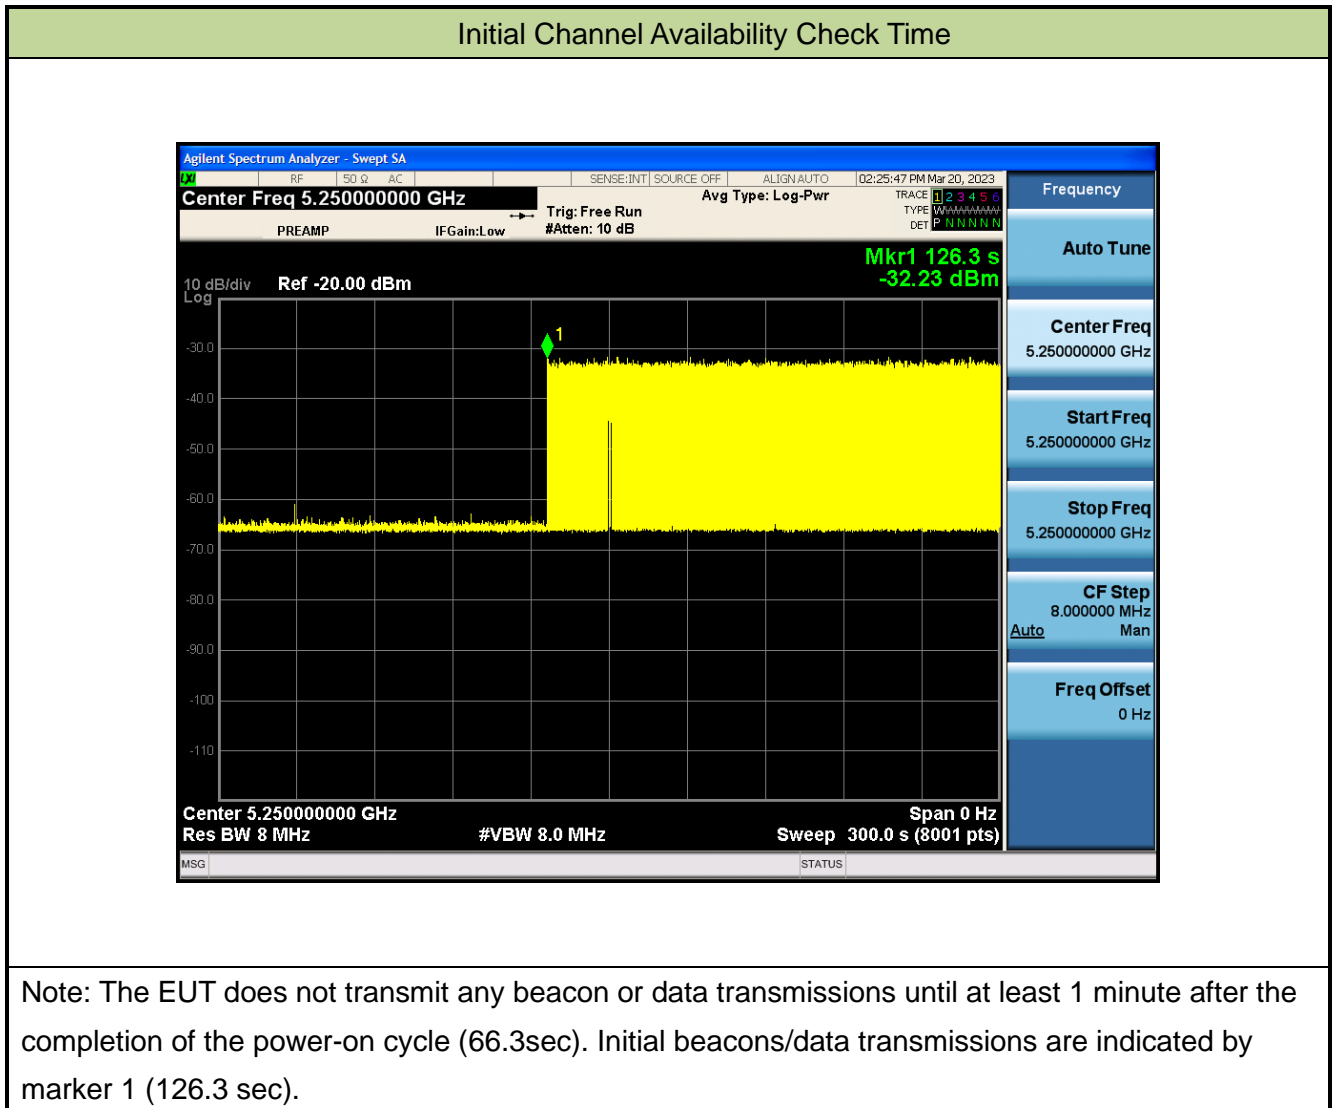 Initial Channel Availability Check Time
Agilent Spectrum Analyzer - Swept SA
LXI RF 50 Ω AC SENSE:INT SOURCE OFF ALIGN AUTO 02:25:47 PM Mar 20, 2023
Center Freq 5.250000000 GHz
PREAMP IFGain:Low
Trig: Free Run
#Atten: 10 dB
Avg Type: Log-Pwr
TRACE 1 2 3 4 5 6
TYPE WWWWWW
DET P N N N N N
Mkr1 126.3 s
-32.23 dBm
10 dB/div Ref -20.00 dBm
Log
1
-30.0
-40.0
-50.0
-60.0
-70.0
-80.0
-90.0
-100
-110
Center 5.250000000 GHz Span 0 Hz
Res BW 8 MHz #VBW 8.0 MHz Sweep 300.0 s (8001 pts)
MSG STATUS
Frequency
Auto Tune
Center Freq
5.250000000 GHz
Start Freq
5.250000000 GHz
Stop Freq
5.250000000 GHz
CF Step
8.000000 MHz
Auto Man
Freq Offset
0 Hz
Note: The EUT does not transmit any beacon or data transmissions until at least 1 minute after the
completion of the power-on cycle (66.3sec). Initial beacons/data transmissions are indicated by
marker 1 (126.3 sec).